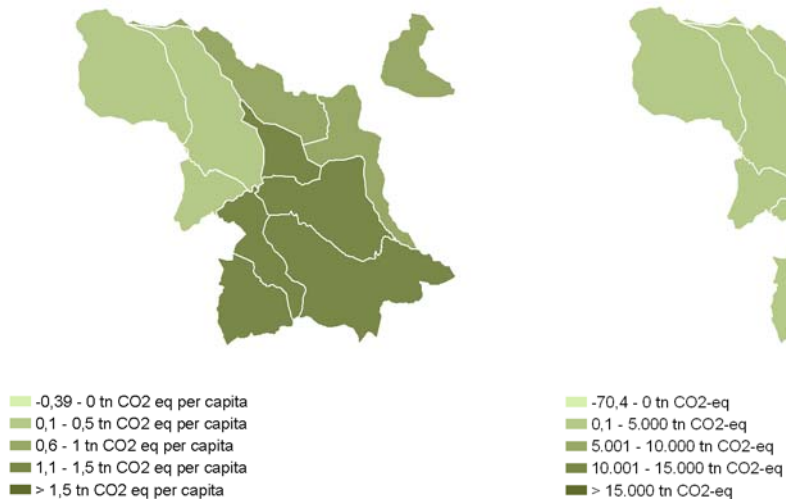 -0,39 - 0 tn CO2 eq per capita
0,1 - 0,5 tn CO2 eq per capita
0,6 - 1 tn CO2 eq per capita
1,1 - 1,5 tn CO2 eq per capita
> 1,5 tn CO2 eq per capita
-70,4 - 0 tn CO2-eq
0,1 - 5.000 tn CO2-eq
5.001 - 10.000 tn CO2-eq
10.001 - 15.000 tn CO2-eq
> 15.000 tn CO2-eq